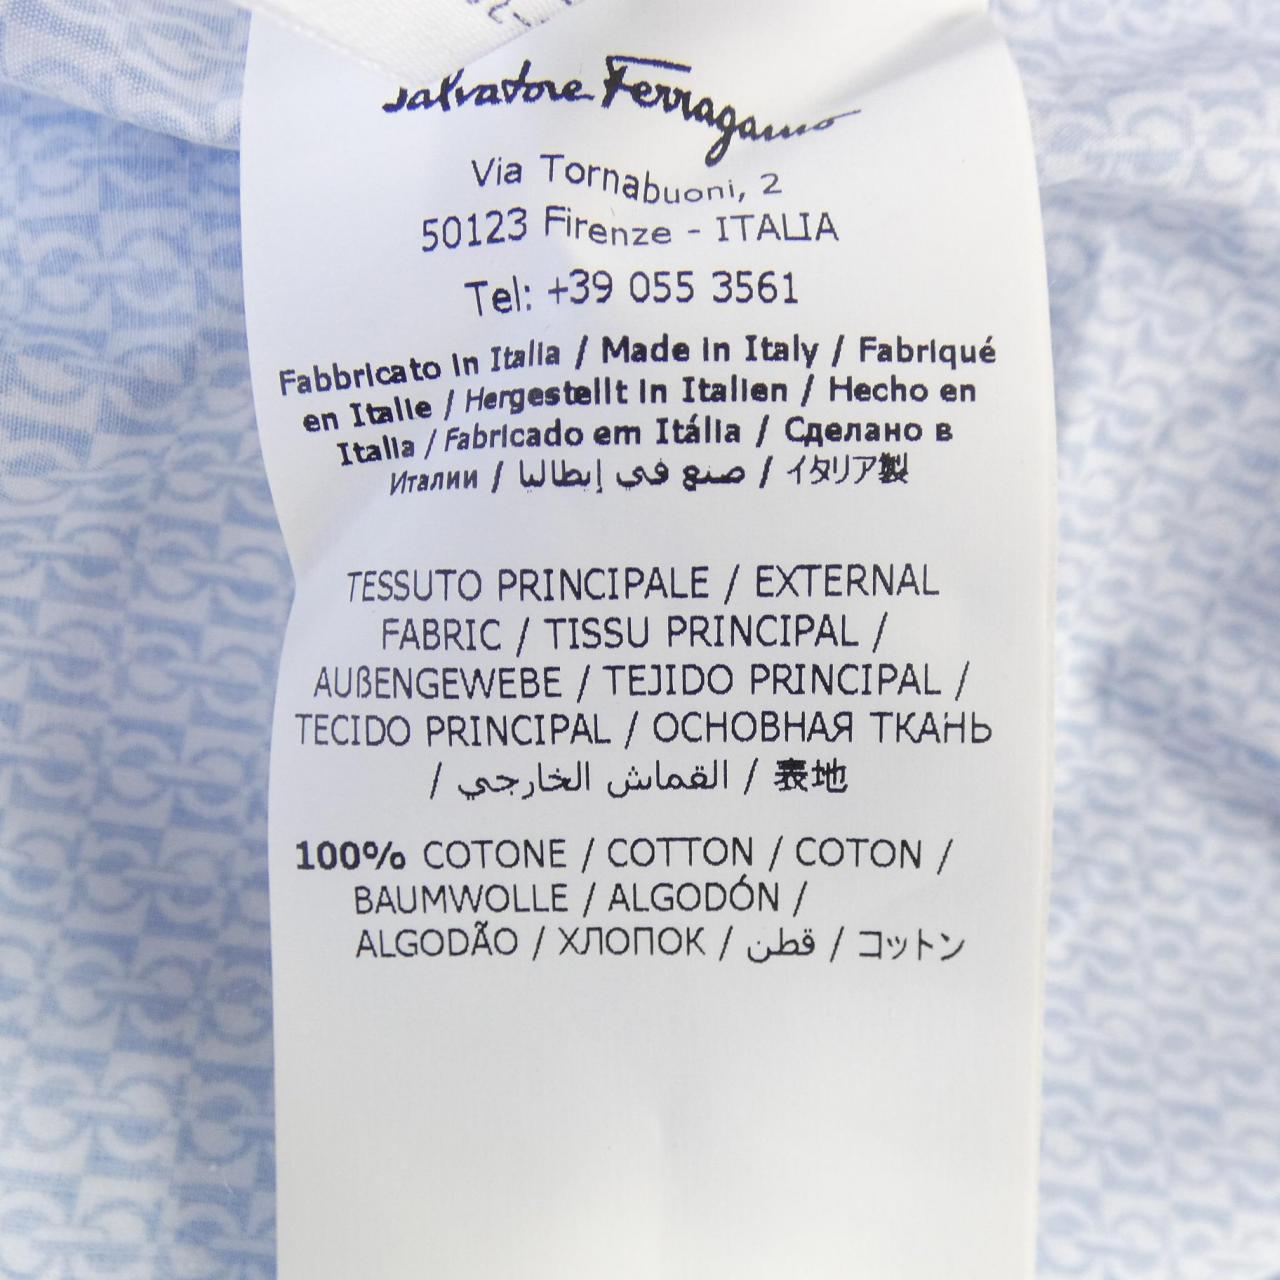 Salvatore Ferragamo
Via Tornabuoni, 2
50123 Firenze - ITALIA
Tel: +39 055 3561
Fabbricato in Italia / Made in Italy / Fabriqué
en Italie / Hergestellt in Italien / Hecho en
Italia / Fabricado em Itália / Сделано в
Италии / صنع في إيطاليا / イタリア製
TESSUTO PRINCIPALE / EXTERNAL
FABRIC / TISSU PRINCIPAL /
AUßENGEWEBE / TEJIDO PRINCIPAL /
TECIDO PRINCIPAL / ОСНОВНАЯ ТКАНЬ
/ القماش الخارجي / 表地
100% COTONE / COTTON / COTON /
BAUMWOLLE / ALGODÓN /
ALGODÃO / ХЛОПОК / قطن / コットン